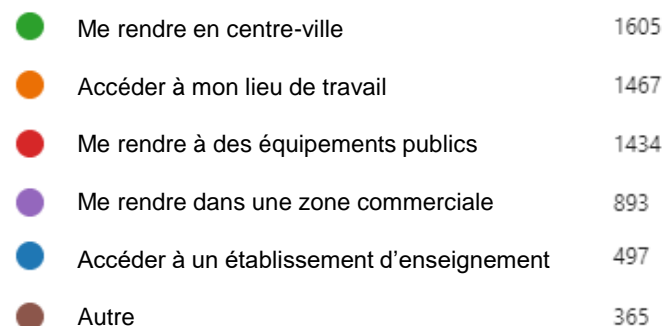 Me rendre en centre-ville 1605
Accéder à mon lieu de travail 1467
Me rendre à des équipements publics 1434
Me rendre dans une zone commerciale 893
Accéder à un établissement d’enseignement 497
Autre 365